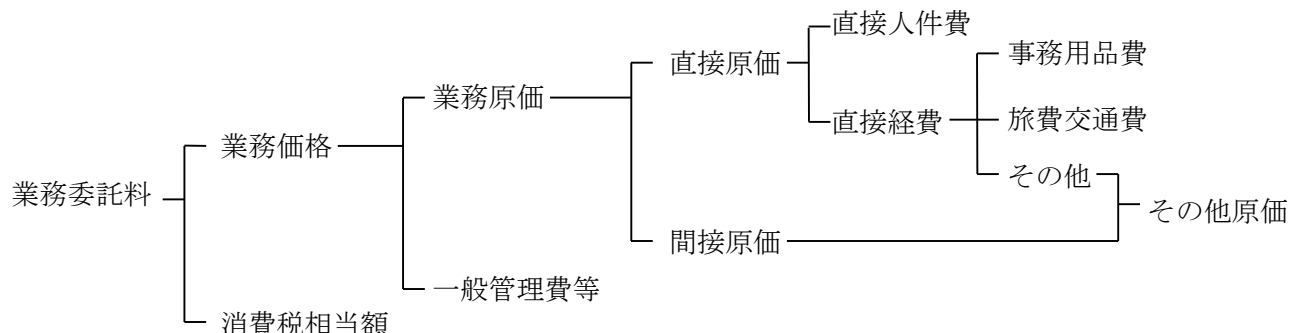 直接人件費
事務用品費
直接原価
業務原価
直接経費
旅費交通費
業務価格
その他
業務委託料
その他原価
間接原価
一般管理費等
消費税相当額